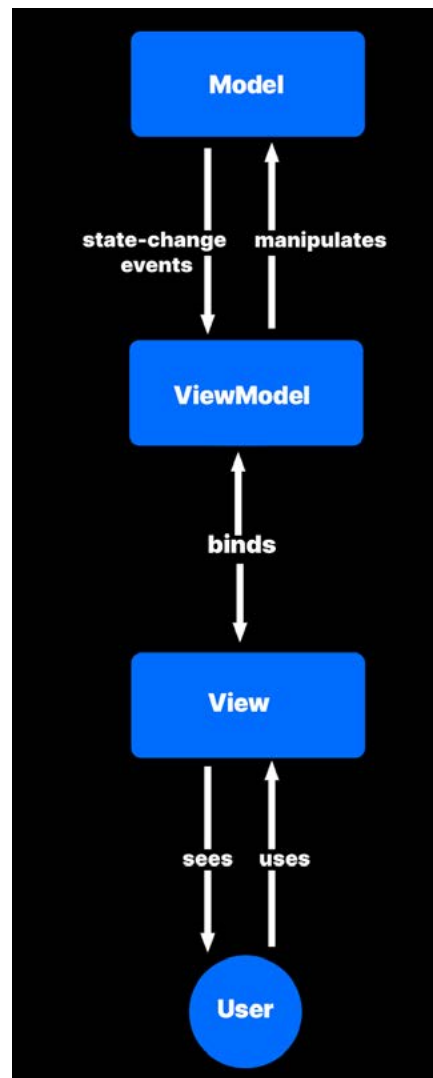 Model
state-change manipulates
events
ViewModel
binds
View
sees uses
User